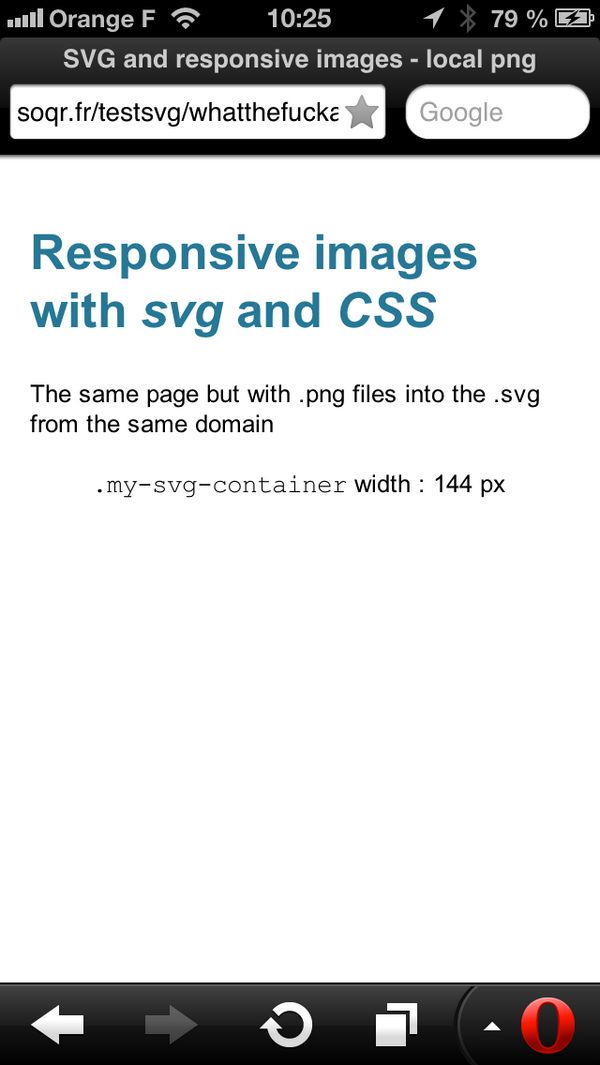 Orange F 10:25 79 %
SVG and responsive images - local png
soqr.fr/testsvg/whatthefucka Google
Responsive images
with svg and CSS
The same page but with .png files into the .svg
from the same domain
.my-svg-container width : 144 px